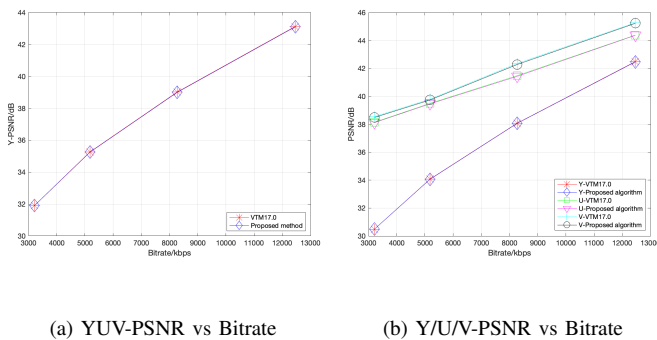 44
42
40
38
36
34
32
30
Y-PSNR/dB
3000 4000 5000 6000 7000 8000 9000 10000 11000 12000 13000
Bitrate/kbps
VTM17.0
Proposed method
(a) YUV-PSNR vs Bitrate
46
44
42
40
38
36
34
32
30
PSNR/dB
3000 4000 5000 6000 7000 8000 9000 10000 11000 12000 1300
Bitrate/kbps
Y-VTM17.0
Y-Proposed algorithm
U-VTM17.0
U-Proposed algorithm
V-VTM17.0
V-Proposed algorithm
(b) Y/U/V-PSNR vs Bitrate